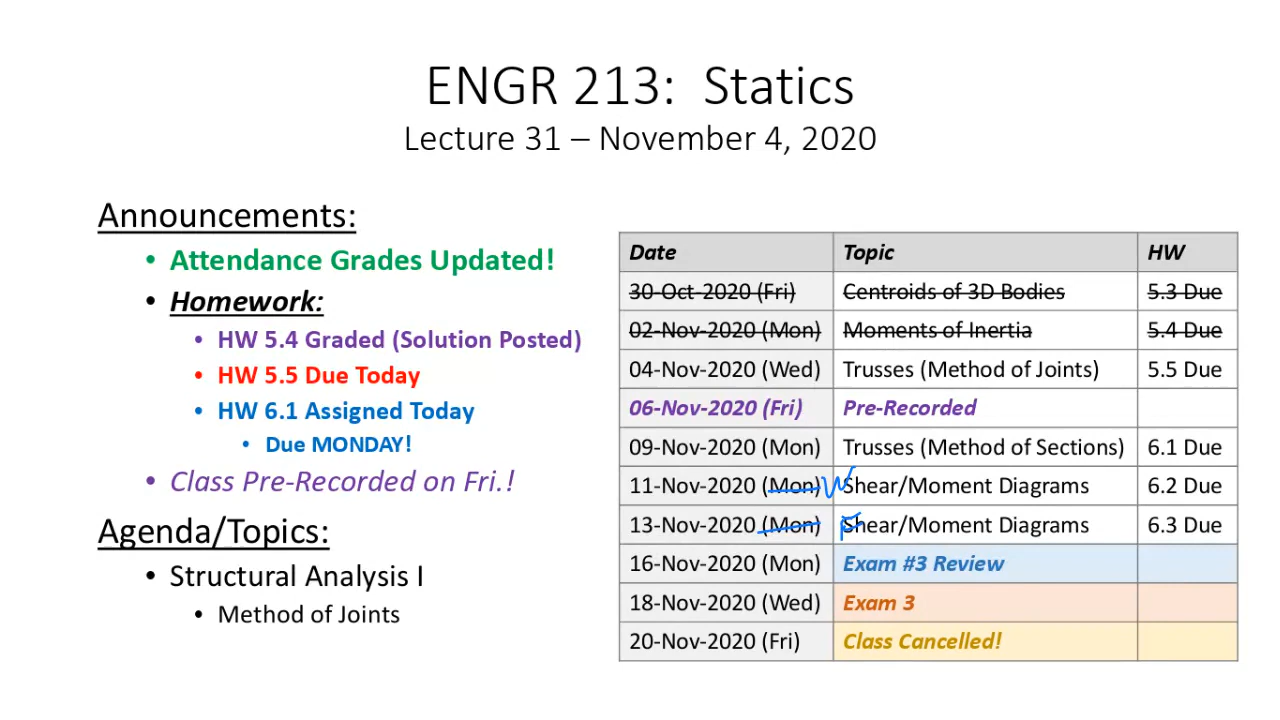 ENGR 213: Statics
Lecture 31 – November 4, 2020
Announcements:
• Attendance Grades Updated!
• Homework:
• HW 5.4 Graded (Solution Posted)
• HW 5.5 Due Today
• HW 6.1 Assigned Today
• Due MONDAY!
• Class Pre-Recorded on Fri.!
Agenda/Topics:
• Structural Analysis I
• Method of Joints
Date Topic HW
30-Oct-2020 (Fri) Centroids of 3D Bodies 5.3 Due
02-Nov-2020 (Mon) Moments of Inertia 5.4 Due
04-Nov-2020 (Wed) Trusses (Method of Joints) 5.5 Due
06-Nov-2020 (Fri) Pre-Recorded
09-Nov-2020 (Mon) Trusses (Method of Sections) 6.1 Due
11-Nov-2020 (Mon) W Shear/Moment Diagrams 6.2 Due
13-Nov-2020 (Mon) F Shear/Moment Diagrams 6.3 Due
16-Nov-2020 (Mon) Exam #3 Review
18-Nov-2020 (Wed) Exam 3
20-Nov-2020 (Fri) Class Cancelled!